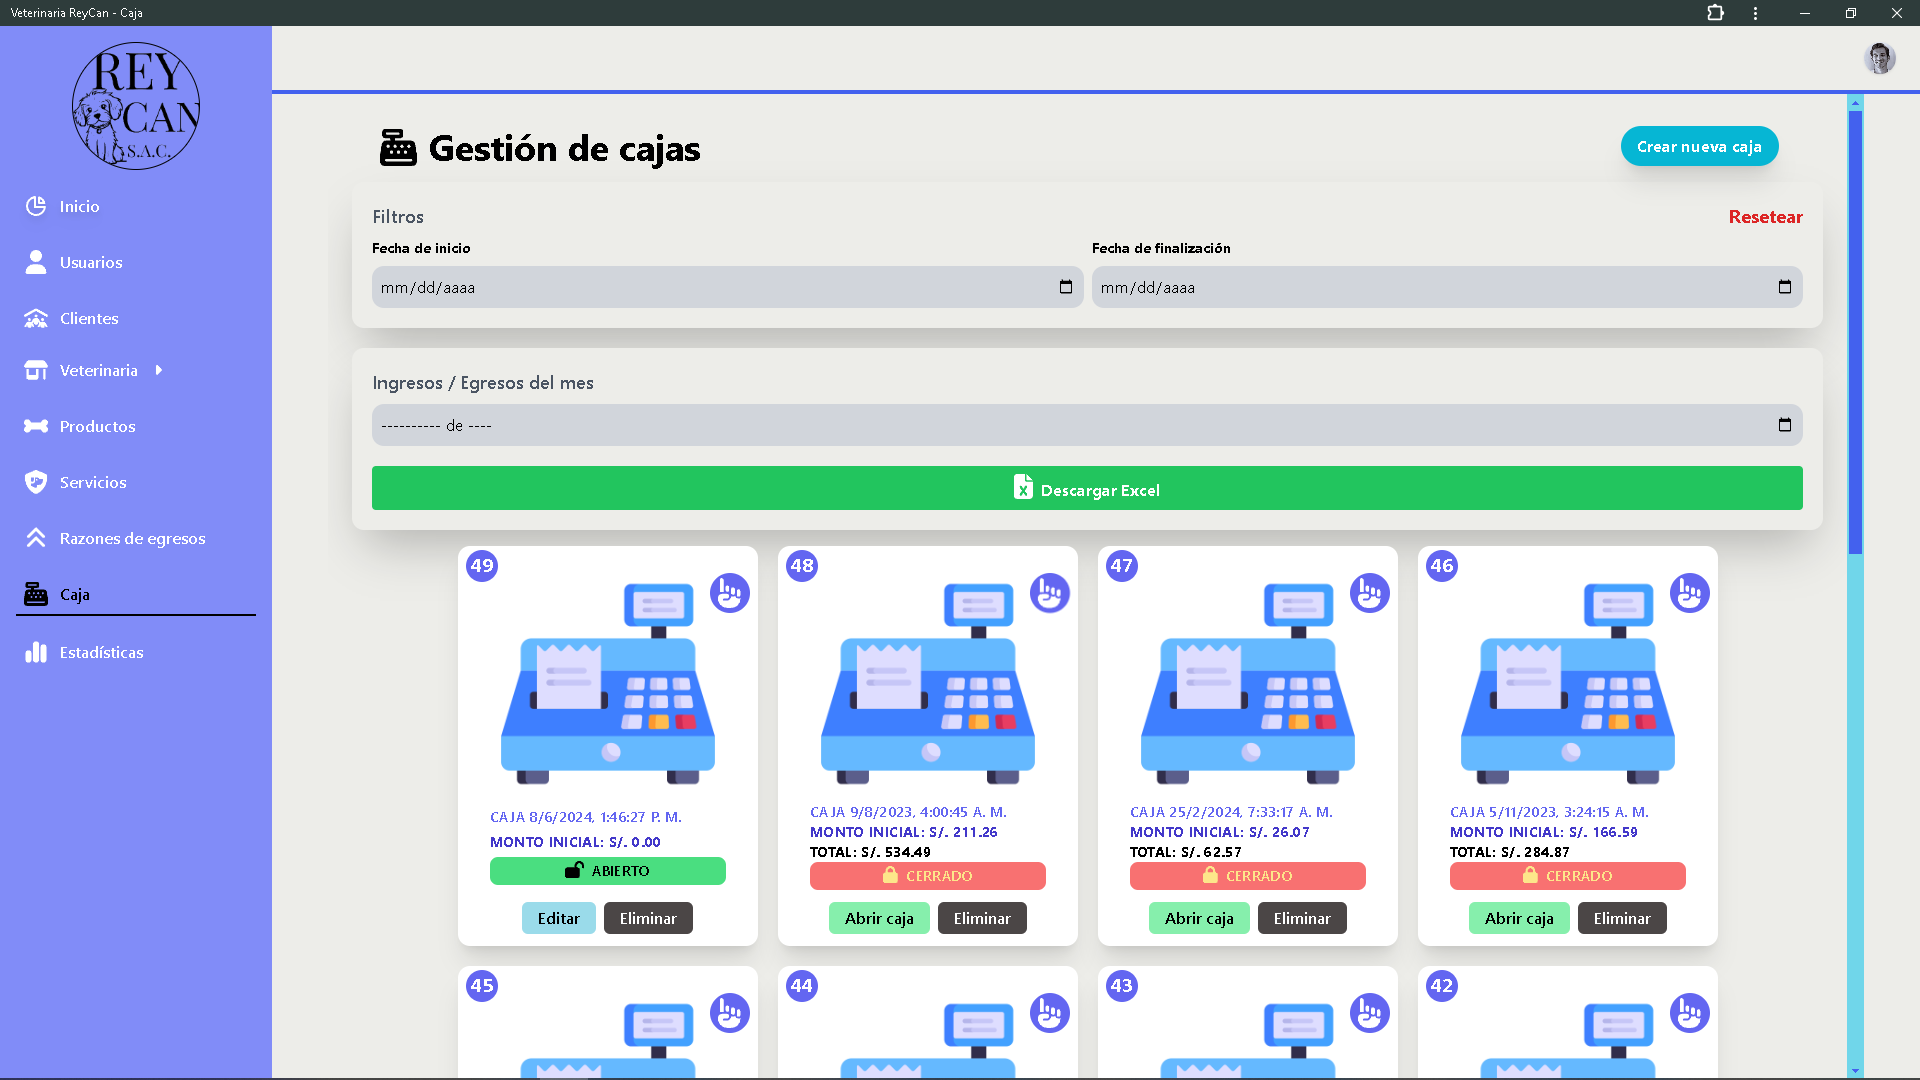 Veterinaria ReyCan - Caja
REY
CAN
S.A.C.
Inicio
Usuarios
Clientes
Veterinaria
Productos
Servicios
Razones de egresos
Caja
Estadísticas
Gestión de cajas
Crear nueva caja
Filtros
Resetear
Fecha de inicio
Fecha de finalización
mm/dd/aaaa
mm/dd/aaaa
Ingresos / Egresos del mes
---------- de ----
Descargar Excel
49
CAJA 8/6/2024, 1:46:27 P. M.
MONTO INICIAL: S/. 0.00
ABIERTO
Editar
Eliminar
48
CAJA 9/8/2023, 4:00:45 A. M.
MONTO INICIAL: S/. 211.26
TOTAL: S/. 534.49
CERRADO
Abrir caja
Eliminar
47
CAJA 25/2/2024, 7:33:17 A. M.
MONTO INICIAL: S/. 26.07
TOTAL: S/. 62.57
CERRADO
Abrir caja
Eliminar
46
CAJA 5/11/2023, 3:24:15 A. M.
MONTO INICIAL: S/. 166.59
TOTAL: S/. 284.87
CERRADO
Abrir caja
Eliminar
45
44
43
42